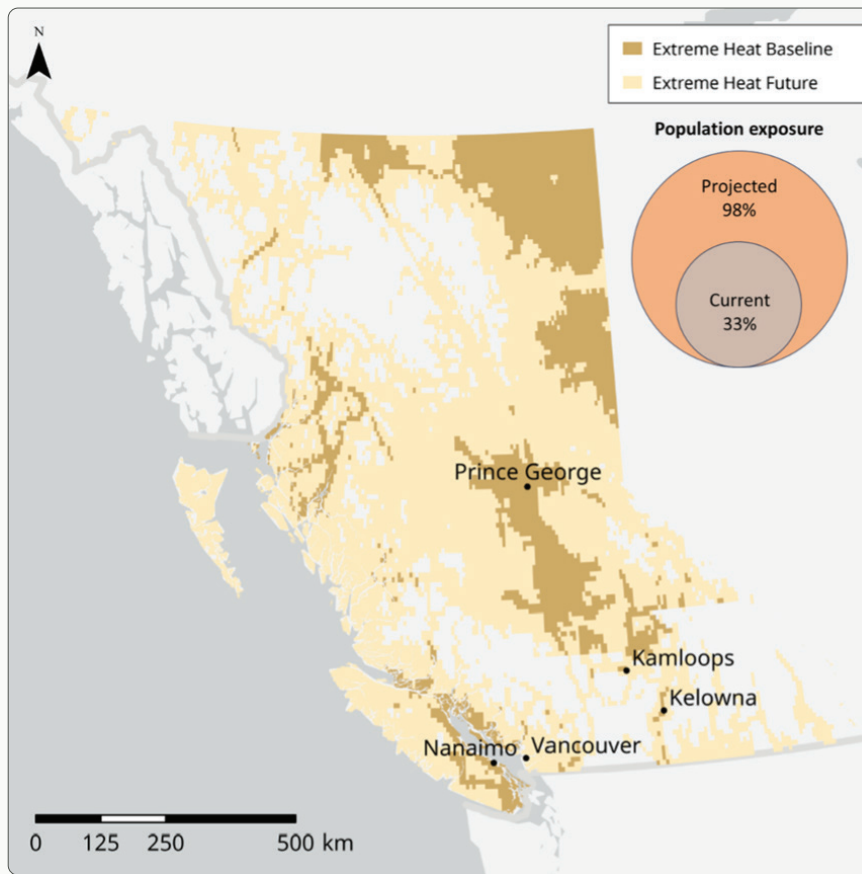 N
Extreme Heat Baseline
Extreme Heat Future
Population exposure
Projected
98%
Current
33%
Prince George
Kamloops
Kelowna
Nanaimo
Vancouver
0 125 250 500 km